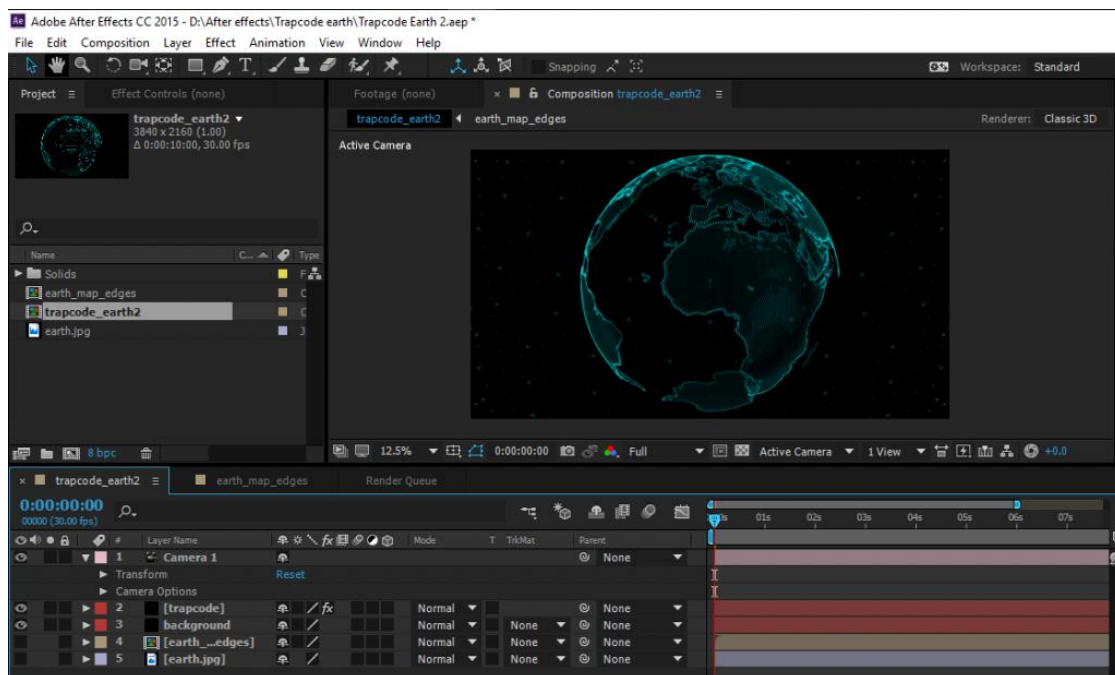 Ae Adobe After Effects CC 2015 - D:\After effects\Trapcode earth\Trapcode Earth 2.aep *
File Edit Composition Layer Effect Animation View Window Help
Snapping
Workspace: Standard
Project
Effect Controls (none)
Footage (none)
Composition trapcode_earth2
trapcode_earth2
3840 x 2160 (1.00)
Δ 0:00:10:00, 30.00 fps
trapcode_earth2 earth_map_edges
Renderer: Classic 3D
Active Camera
Name C... Type
Solids F
earth_map_edges C
trapcode_earth2 C
earth.jpg J
8 bpc
12.5% 0:00:00:00 Full Active Camera 1 View +0.0
trapcode_earth2 earth_map_edges Render Queue
0:00:00:00
00000 (30.00 fps)
01s 02s 03s 04s 05s 06s 07s
# Layer Name fx Mode T TrkMat Parent
1 Camera 1 None
Transform Reset
Camera Options
2 [trapcode] fx Normal None
3 background Normal None None
4 [earth_...edges] Normal None None
5 [earth.jpg] Normal None None